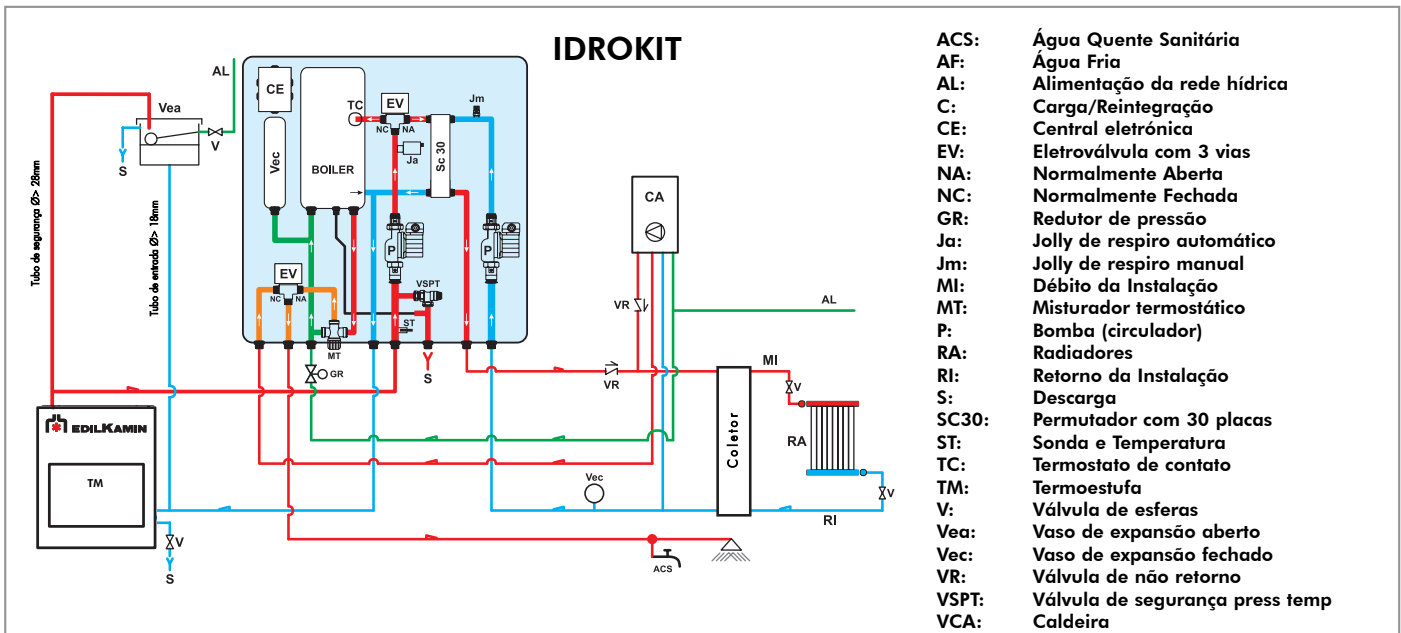 IDROKIT
AL
Vea
V
S
Tubo de segurança Ø> 28mm
Tubo de entrada Ø> 18mm
CE
Vec
BOILER
TC
EV
NC
NA
Ja
Jm
Sc 30
P
P
EV
NC
NA
MT
VSPT
ST
GR
S
CA
VR
VR
AL
MI
V
RA
V
RI
Coletor
Vec
ACS
EDILKAMIN
TM
V
S
ACS: Água Quente Sanitária
AF: Água Fria
AL: Alimentação da rede hídrica
C: Carga/Reintegração
CE: Central eletrónica
EV: Eletroválvula com 3 vias
NA: Normalmente Aberta
NC: Normalmente Fechada
GR: Redutor de pressão
Ja: Jolly de respiro automático
Jm: Jolly de respiro manual
MI: Débito da Instalação
MT: Misturador termostático
P: Bomba (circulador)
RA: Radiadores
RI: Retorno da Instalação
S: Descarga
SC30: Permutador com 30 placas
ST: Sonda e Temperatura
TC: Termostato de contato
TM: Termoestufa
V: Válvula de esferas
Vea: Vaso de expansão aberto
Vec: Vaso de expansão fechado
VR: Válvula de não retorno
VSPT: Válvula de segurança press temp
VCA: Caldeira